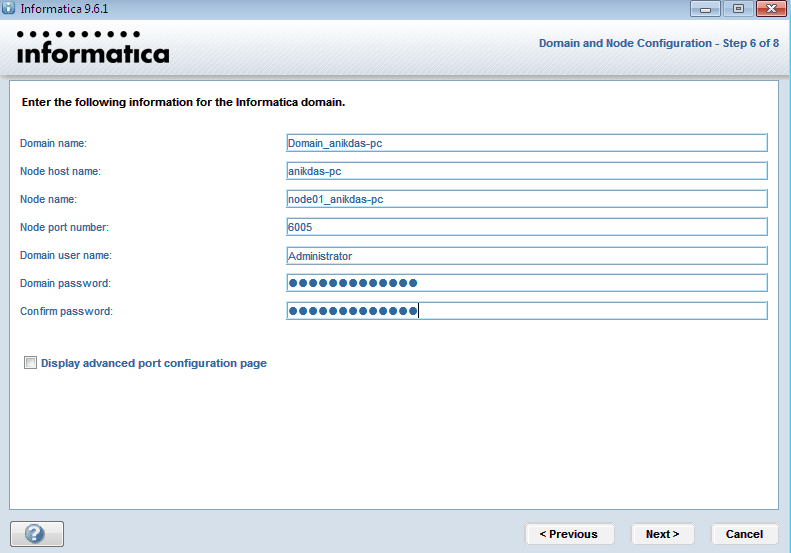 Informatica 9.6.1
informatica
Domain and Node Configuration - Step 6 of 8
Enter the following information for the Informatica domain.
Domain name: Domain_anikdas-pc
Node host name: anikdas-pc
Node name: node01_anikdas-pc
Node port number: 6005
Domain user name: Administrator
Domain password: ●●●●●●●●●●●●●
Confirm password: ●●●●●●●●●●●●●
Display advanced port configuration page
? < Previous Next > Cancel